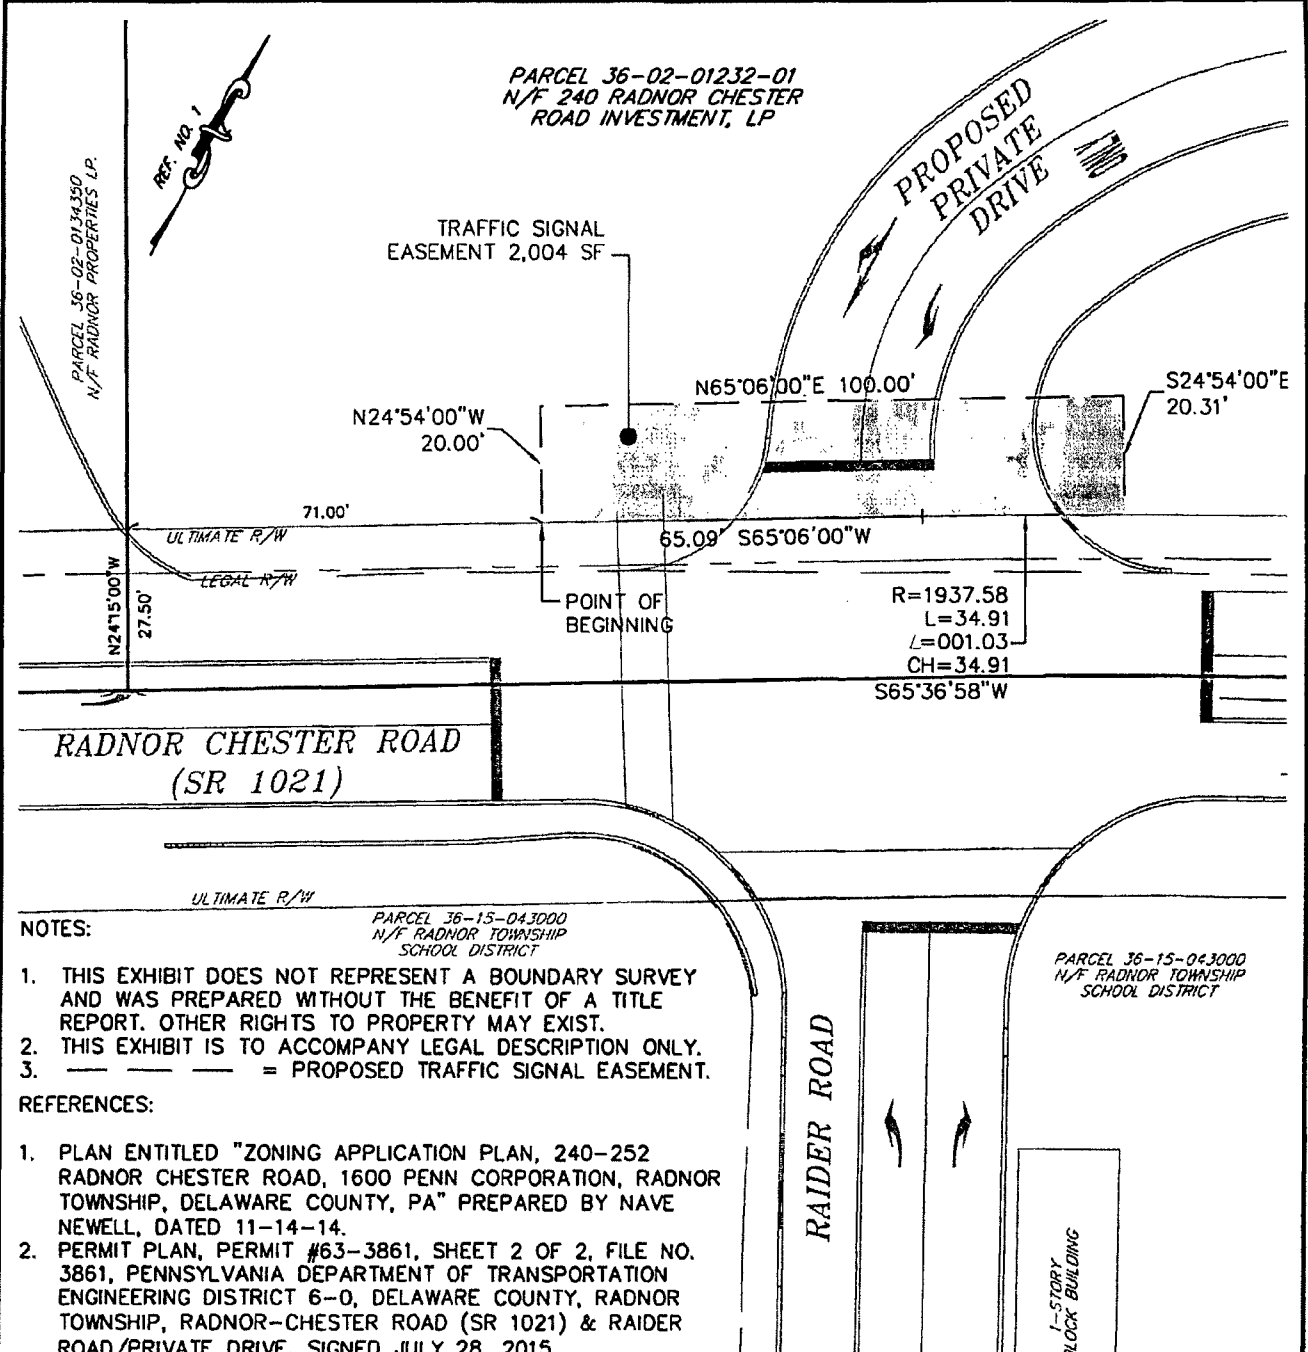 PARCEL 36-02-01232-01
N/F 240 RADNOR CHESTER
ROAD INVESTMENT, LP
REF. NO. 1
PARCEL 36-02-0134350
N/F RADNOR PROPERTIES LP.
PROPOSED
PRIVATE
DRIVE
TRAFFIC SIGNAL
EASEMENT 2,004 SF
N65°06'00"E 100.00'
S24°54'00"E
20.31'
N24°54'00"W
20.00'
71.00'
ULTIMATE R/W
65.09' S65°06'00"W
LEGAL R/W
N24°15'00"W
27.50'
POINT OF
BEGINNING
R=1937.58
L=34.91
∠=001.03
CH=34.91
S65°36'58"W
RADNOR CHESTER ROAD
(SR 1021)
ULTIMATE R/W
PARCEL 36-15-043000
N/F RADNOR TOWNSHIP
SCHOOL DISTRICT
PARCEL 36-15-043000
N/F RADNOR TOWNSHIP
SCHOOL DISTRICT
RAIDER ROAD
1-STORY
BUILDING
NOTES:
1. THIS EXHIBIT DOES NOT REPRESENT A BOUNDARY SURVEY
AND WAS PREPARED WITHOUT THE BENEFIT OF A TITLE
REPORT. OTHER RIGHTS TO PROPERTY MAY EXIST.
2. THIS EXHIBIT IS TO ACCOMPANY LEGAL DESCRIPTION ONLY.
3. — — — = PROPOSED TRAFFIC SIGNAL EASEMENT.
REFERENCES:
1. PLAN ENTITLED "ZONING APPLICATION PLAN, 240-252
RADNOR CHESTER ROAD, 1600 PENN CORPORATION, RADNOR
TOWNSHIP, DELAWARE COUNTY, PA" PREPARED BY NAVE
NEWELL, DATED 11-14-14.
2. PERMIT PLAN, PERMIT #63-3861, SHEET 2 OF 2, FILE NO.
3861, PENNSYLVANIA DEPARTMENT OF TRANSPORTATION
ENGINEERING DISTRICT 6-0, DELAWARE COUNTY, RADNOR
TOWNSHIP, RADNOR-CHESTER ROAD (SR 1021) & RAIDER
ROAD/PRIVATE DRIVE, SIGNED JULY 28, 2015